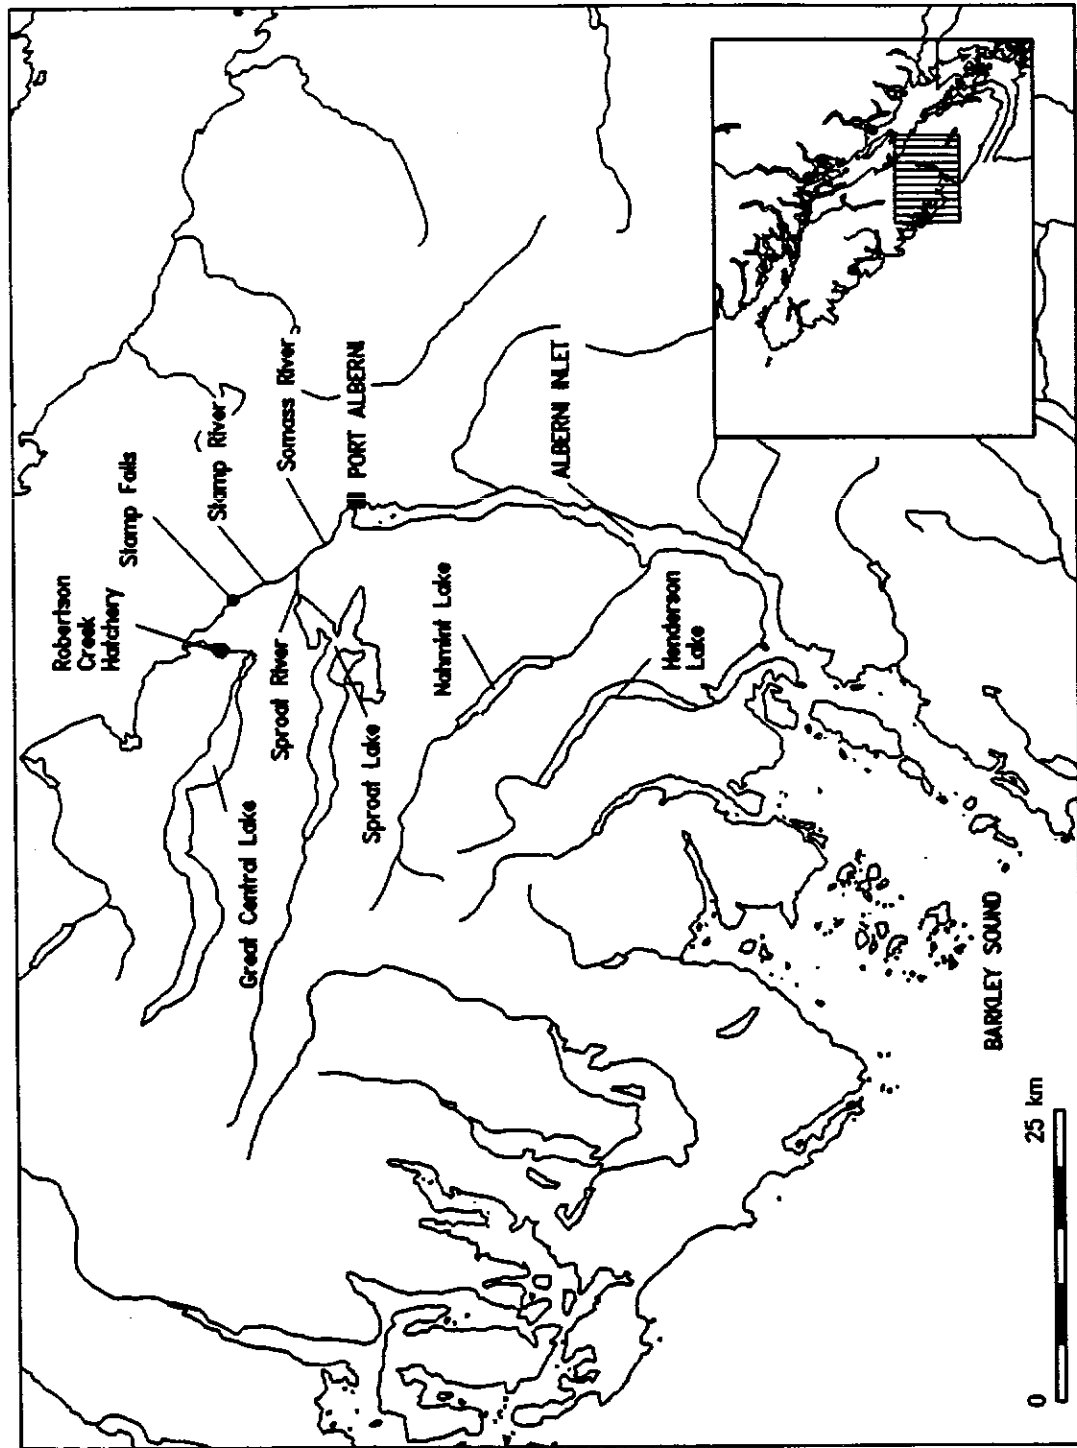 Robertson
Creek
Hatchery
Stamp Falls
Stamp River
Somass River
PORT ALBERNI
Great Central Lake
Sproat River
Sproat Lake
Nahmint Lake
ALBERNI INLET
Henderson
Lake
BARKLEY SOUND
0
25 km